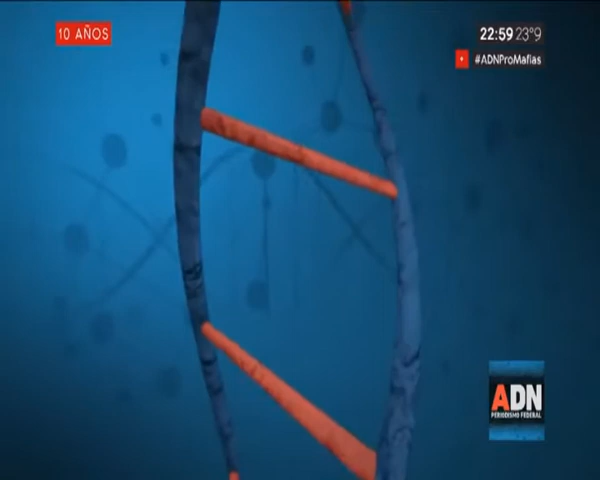 10 AÑOS
22:59 23°9
#ADNProMafias
ADN
PERIODISMO FEDERAL